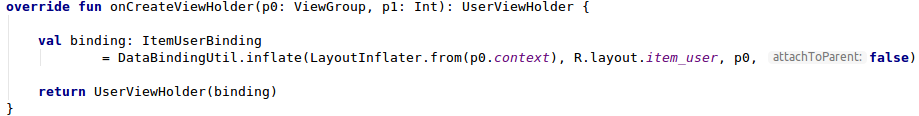 override fun onCreateViewHolder(p0: ViewGroup, p1: Int): UserViewHolder {
val binding: ItemUserBinding
= DataBindingUtil.inflate(LayoutInflater.from(p0.context), R.layout.item_user, p0, attachToParent: false)
return UserViewHolder(binding)
}